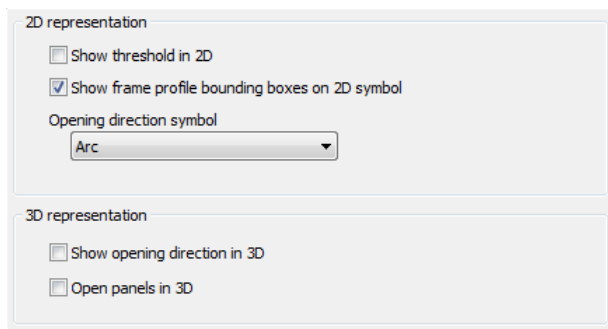 2D representation
Show threshold in 2D
Show frame profile bounding boxes on 2D symbol
Opening direction symbol
Arc
3D representation
Show opening direction in 3D
Open panels in 3D